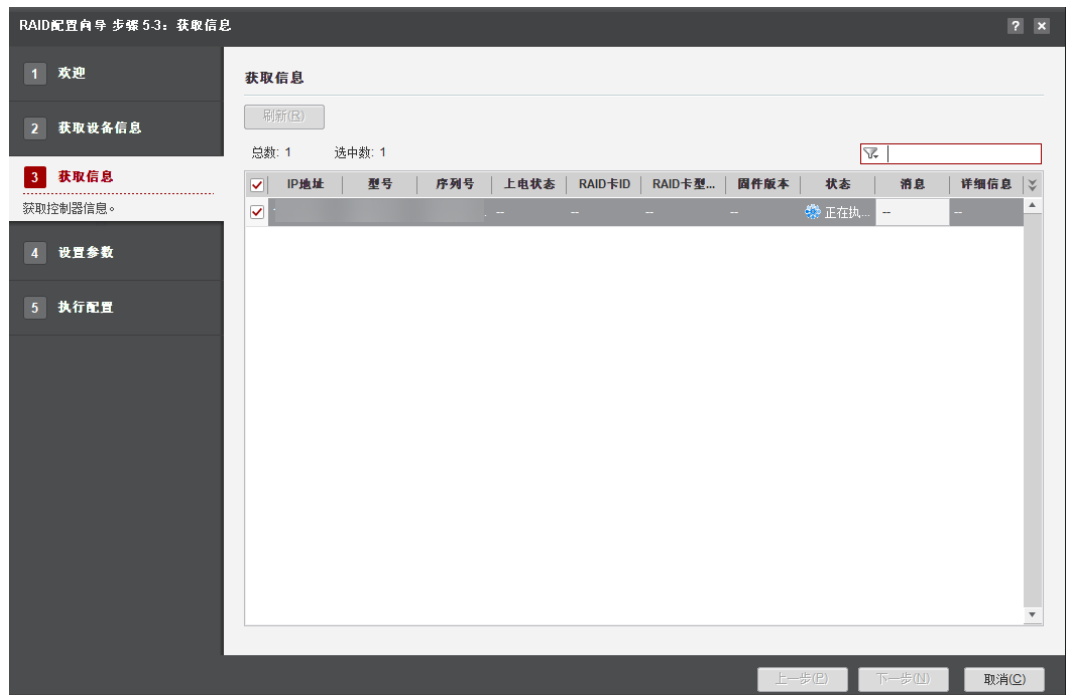 RAID配置向导 步骤 5-3：获取信息
? x
1 欢迎
2 获取设备信息
3 获取信息
获取控制器信息。
4 设置参数
5 执行配置
获取信息
刷新(R)
总数: 1 选中数: 1
IP地址 型号 序列号 上电状态 RAID卡ID RAID卡型... 固件版本 状态 消息 详细信息
-- -- -- -- 正在执... -- --
上一步(P) 下一步(N) 取消(C)